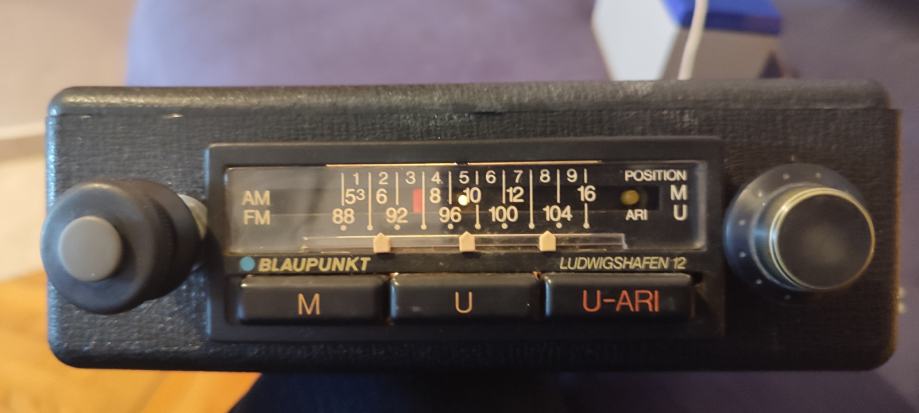 1 2 3 4 5 6 7 8 9 POSITION
AM 53 6 8 10 12 16 M
FM 88 92 96 100 104 ARI U
BLAUPUNKT LUDWIGSHAFEN 12
M U U-ARI